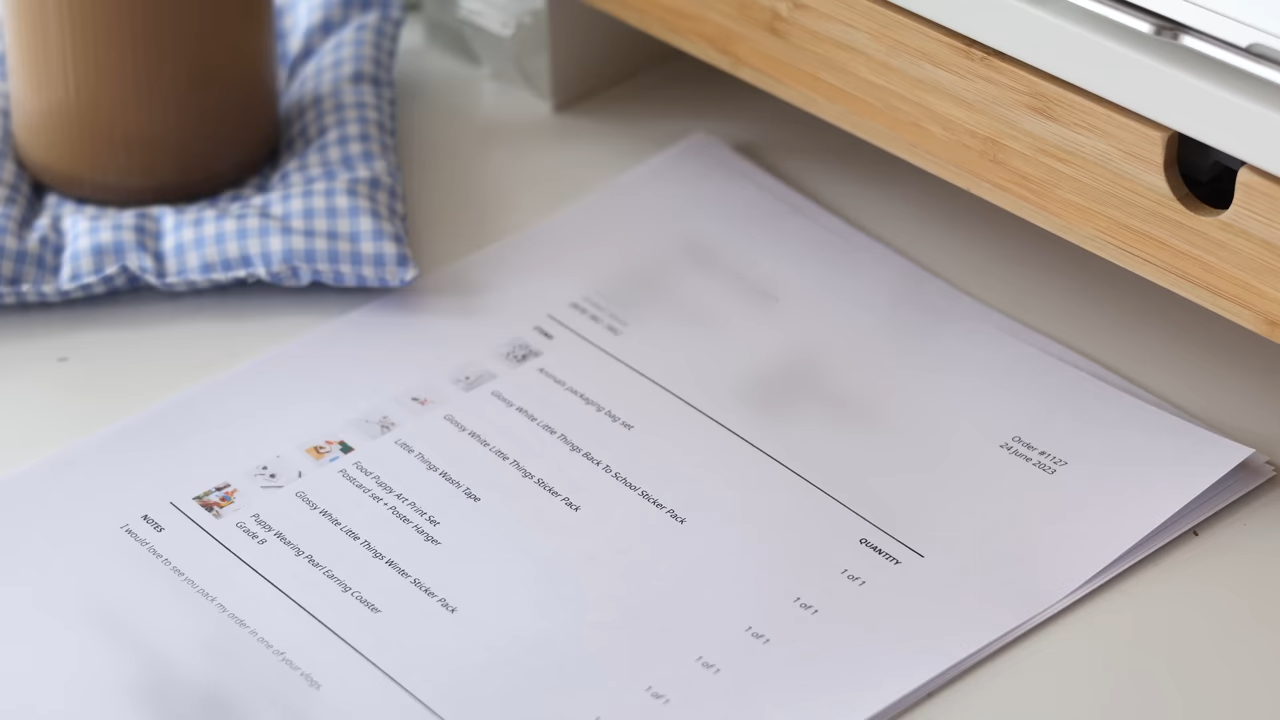 Order #1127
24 June 2023
ITEMS
QUANTITY
Animals packaging bag set
1 of 1
Glossy White Little Things Back To School Sticker Pack
1 of 1
Glossy White Little Things Sticker Pack
1 of 1
Little Things Washi Tape
1 of 1
Food Puppy Art Print Set
Postcard set + Poster Hanger
1 of 1
Glossy White Little Things Winter Sticker Pack
Puppy Wearing Pearl Earring Coaster
Grade B
NOTES
I would love to see you pack my order in one of your vlogs.